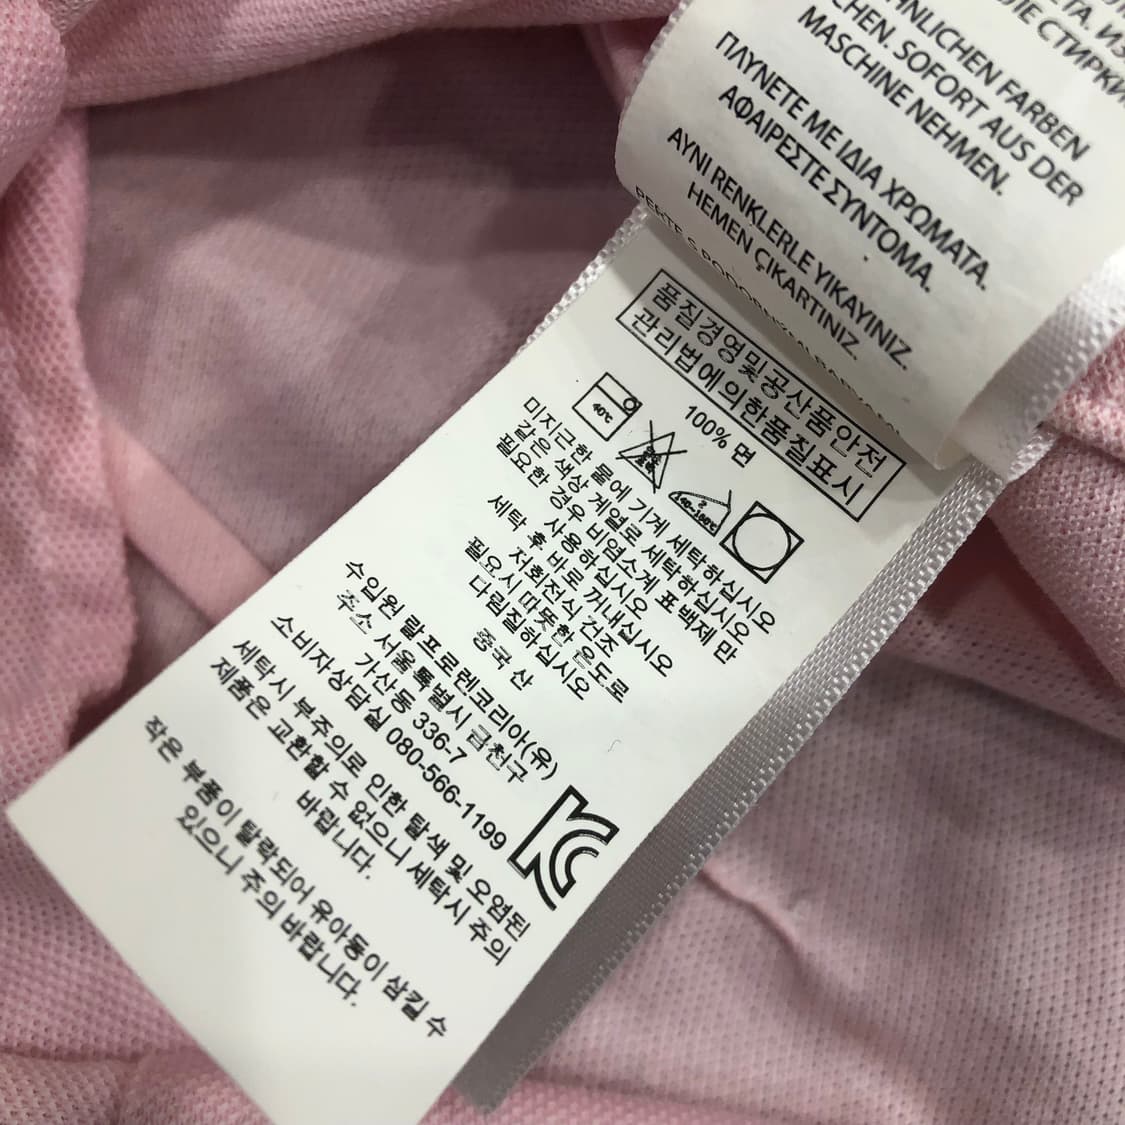 ЕТА, ИЗ
ЛЕ СТИРКИ
HNLICHEN FARBEN
CHEN. SOFORT AUS DER
MASCHINE NEHMEN.
ΠΛΥΝΕΤΕ ΜΕ ΙΔΙΑ ΧΡΩΜΑΤΑ.
ΑΦΑΙΡΕΣΤΕ ΣΥΝΤΟΜΑ.
AYNI RENKLERLE YIKAYINIZ.
HEMEN ÇIKARTINIZ.
품질경영및공산품안전
관리법에의한품질표시
100% 면
40℃
2
140-160℃
미지근한 물에 기계 세탁하십시오
같은 색상 계열로 세탁하십시오
필요한 경우 비염소계 표백제 만
사용하십시오
세탁 후 바로 꺼내십시오
저회전식 건조
필요시 따뜻한 온도로
다림질하십시오
중국 산
수입원 랄프로렌코리아(유)
주소 서울특별시 금천구
가산동 336-7
소비자상담실 080-566-1199
세탁시 부주의로 인한 탈색 및 오염된
제품은 교환할 수 없으니 세탁시 주의
바랍니다.
작은 부품이 탈락되어 유아동이 삼킬 수
있으니 주의 바랍니다.